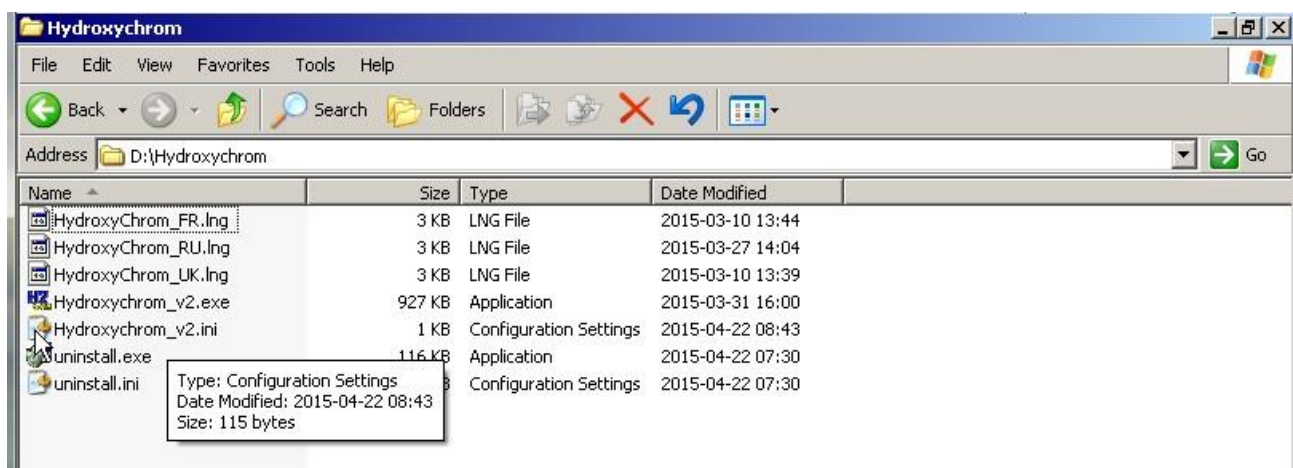 Hydroxychrom
File Edit View Favorites Tools Help
Back Search Folders
Address D:\Hydroxychrom Go
Name Size Type Date Modified
HydroxyChrom_FR.lng 3 KB LNG File 2015-03-10 13:44
HydroxyChrom_RU.lng 3 KB LNG File 2015-03-27 14:04
HydroxyChrom_UK.lng 3 KB LNG File 2015-03-10 13:39
Hydroxychrom_v2.exe 927 KB Application 2015-03-31 16:00
Hydroxychrom_v2.ini 1 KB Configuration Settings 2015-04-22 08:43
uninstall.exe 116 KB Application 2015-04-22 07:30
uninstall.ini Configuration Settings 2015-04-22 07:30
Type: Configuration Settings
Date Modified: 2015-04-22 08:43
Size: 115 bytes